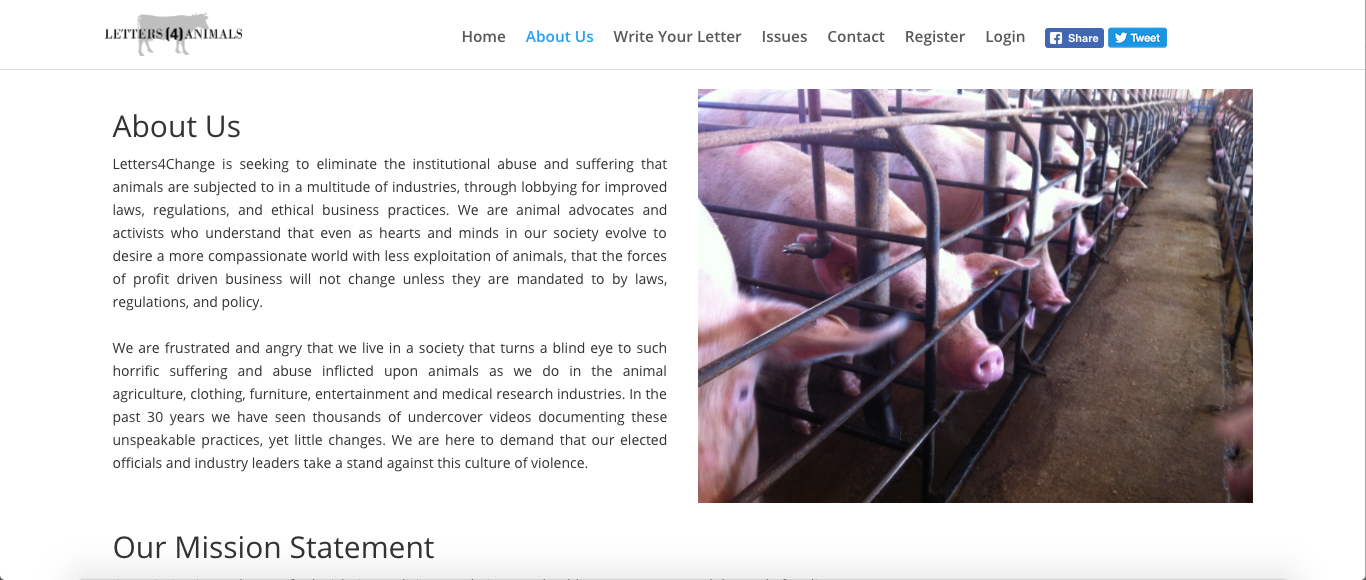 LETTERS(4)ANIMALS
Home About Us Write Your Letter Issues Contact Register Login Share Tweet
About Us
Letters4Change is seeking to eliminate the institutional abuse and suffering that
animals are subjected to in a multitude of industries, through lobbying for improved
laws, regulations, and ethical business practices. We are animal advocates and
activists who understand that even as hearts and minds in our society evolve to
desire a more compassionate world with less exploitation of animals, that the forces
of profit driven business will not change unless they are mandated to by laws,
regulations, and policy.
We are frustrated and angry that we live in a society that turns a blind eye to such
horrific suffering and abuse inflicted upon animals as we do in the animal
agriculture, clothing, furniture, entertainment and medical research industries. In the
past 30 years we have seen thousands of undercover videos documenting these
unspeakable practices, yet little changes. We are here to demand that our elected
officials and industry leaders take a stand against this culture of violence.
Our Mission Statement